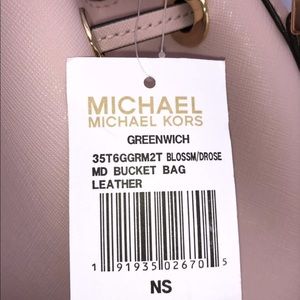 MICHAEL
MICHAEL KORS
GREENWICH
35T6GGRM2T BLOSSM/DROSE
MD BUCKET BAG
LEATHER
1 91935 02670 5
NS